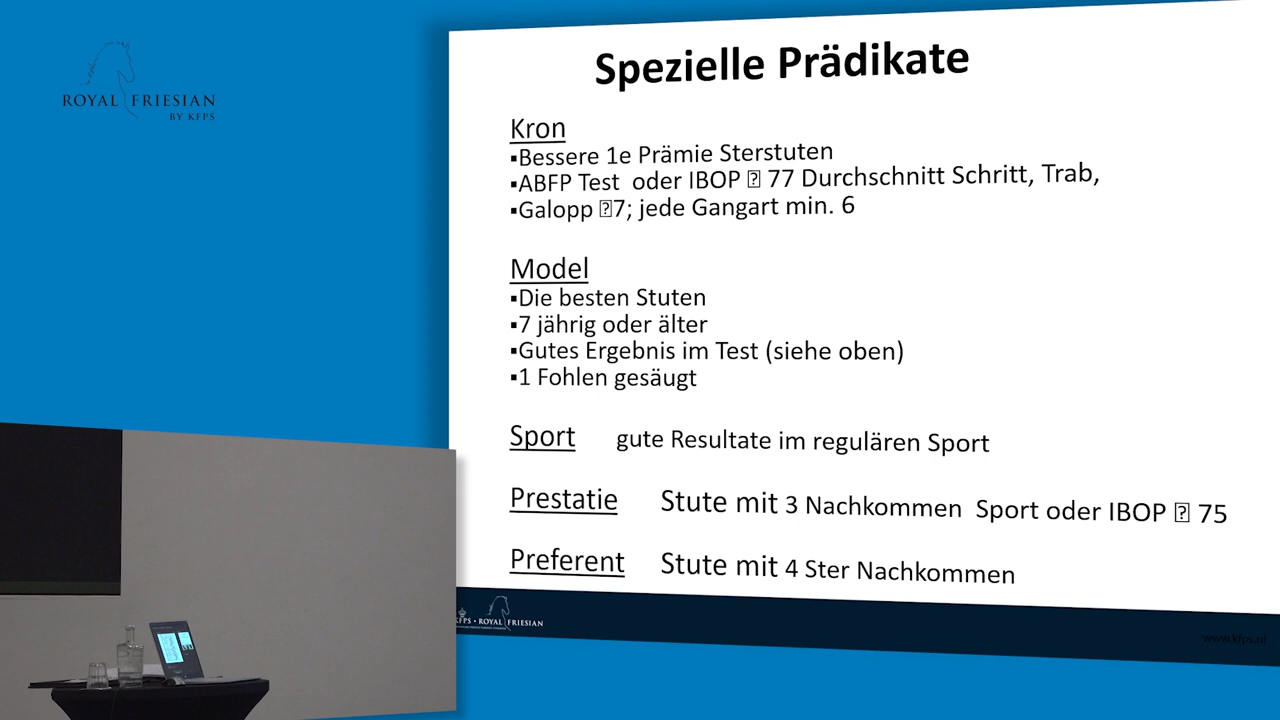 ROYAL FRIESIAN
BY KFPS
Spezielle Prädikate
Kron
▪Bessere 1e Prämie Sterstuten
▪ABFP Test oder IBOP 77 Durchschnitt Schritt, Trab,
▪Galopp 7; jede Gangart min. 6
Model
▪Die besten Stuten
▪7 jährig oder älter
▪Gutes Ergebnis im Test (siehe oben)
▪1 Fohlen gesäugt
Sport gute Resultate im regulären Sport
Prestatie Stute mit 3 Nachkommen Sport oder IBOP 75
Preferent Stute mit 4 Ster Nachkommen
KFPS • ROYAL FRIESIAN
www.kfps.nl